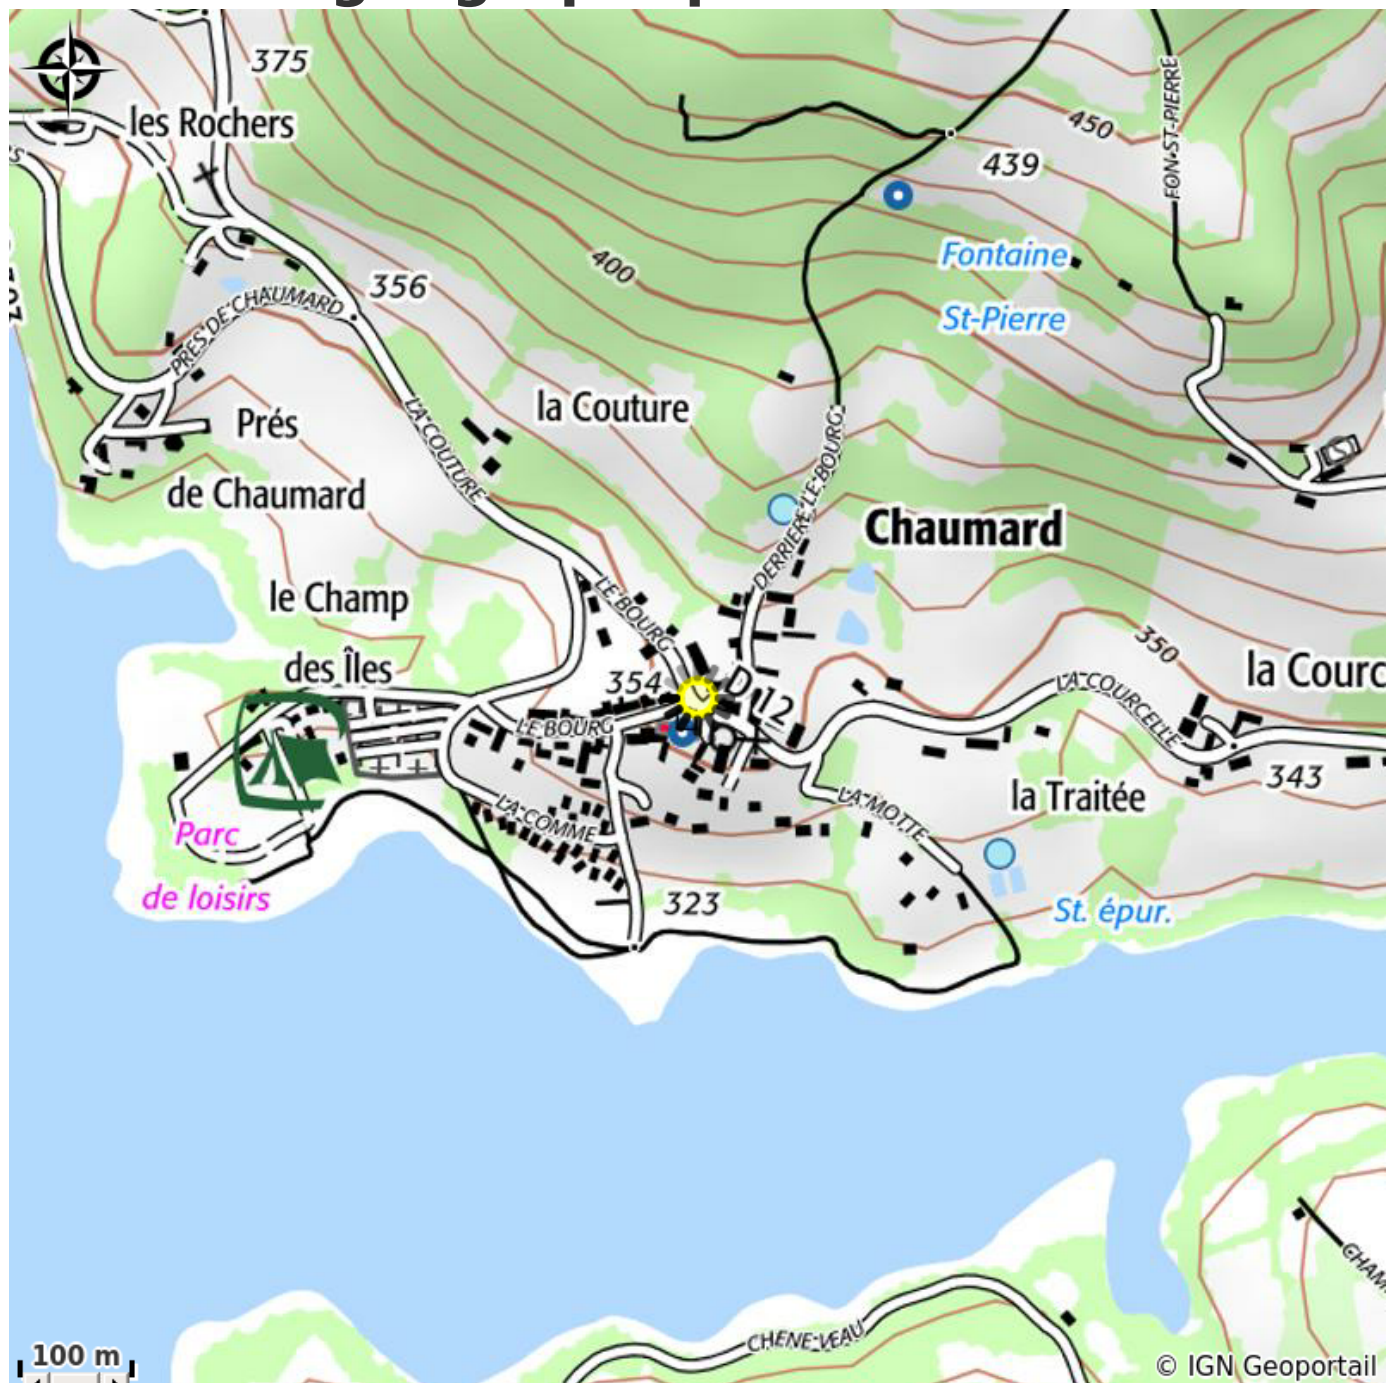 375
les Rochers
450
FON-ST-PIERRE
439
400
Fontaine
St-Pierre
356
PRES DE CHAUMARD
LA COUTURE
la Couture
Prés
de Chaumard
DERRIERE LE BOURG
Chaumard
le Champ
des Îles
LE BOURG
354
D 12
350
la Courc
LA COURCELLE
LE BOURG
343
la Traitée
LA MOTTE
LA COMME
Parc
de loisirs
323
St. épur.
CHAM
CHENE VEAU
100 m
© IGN Geoportail